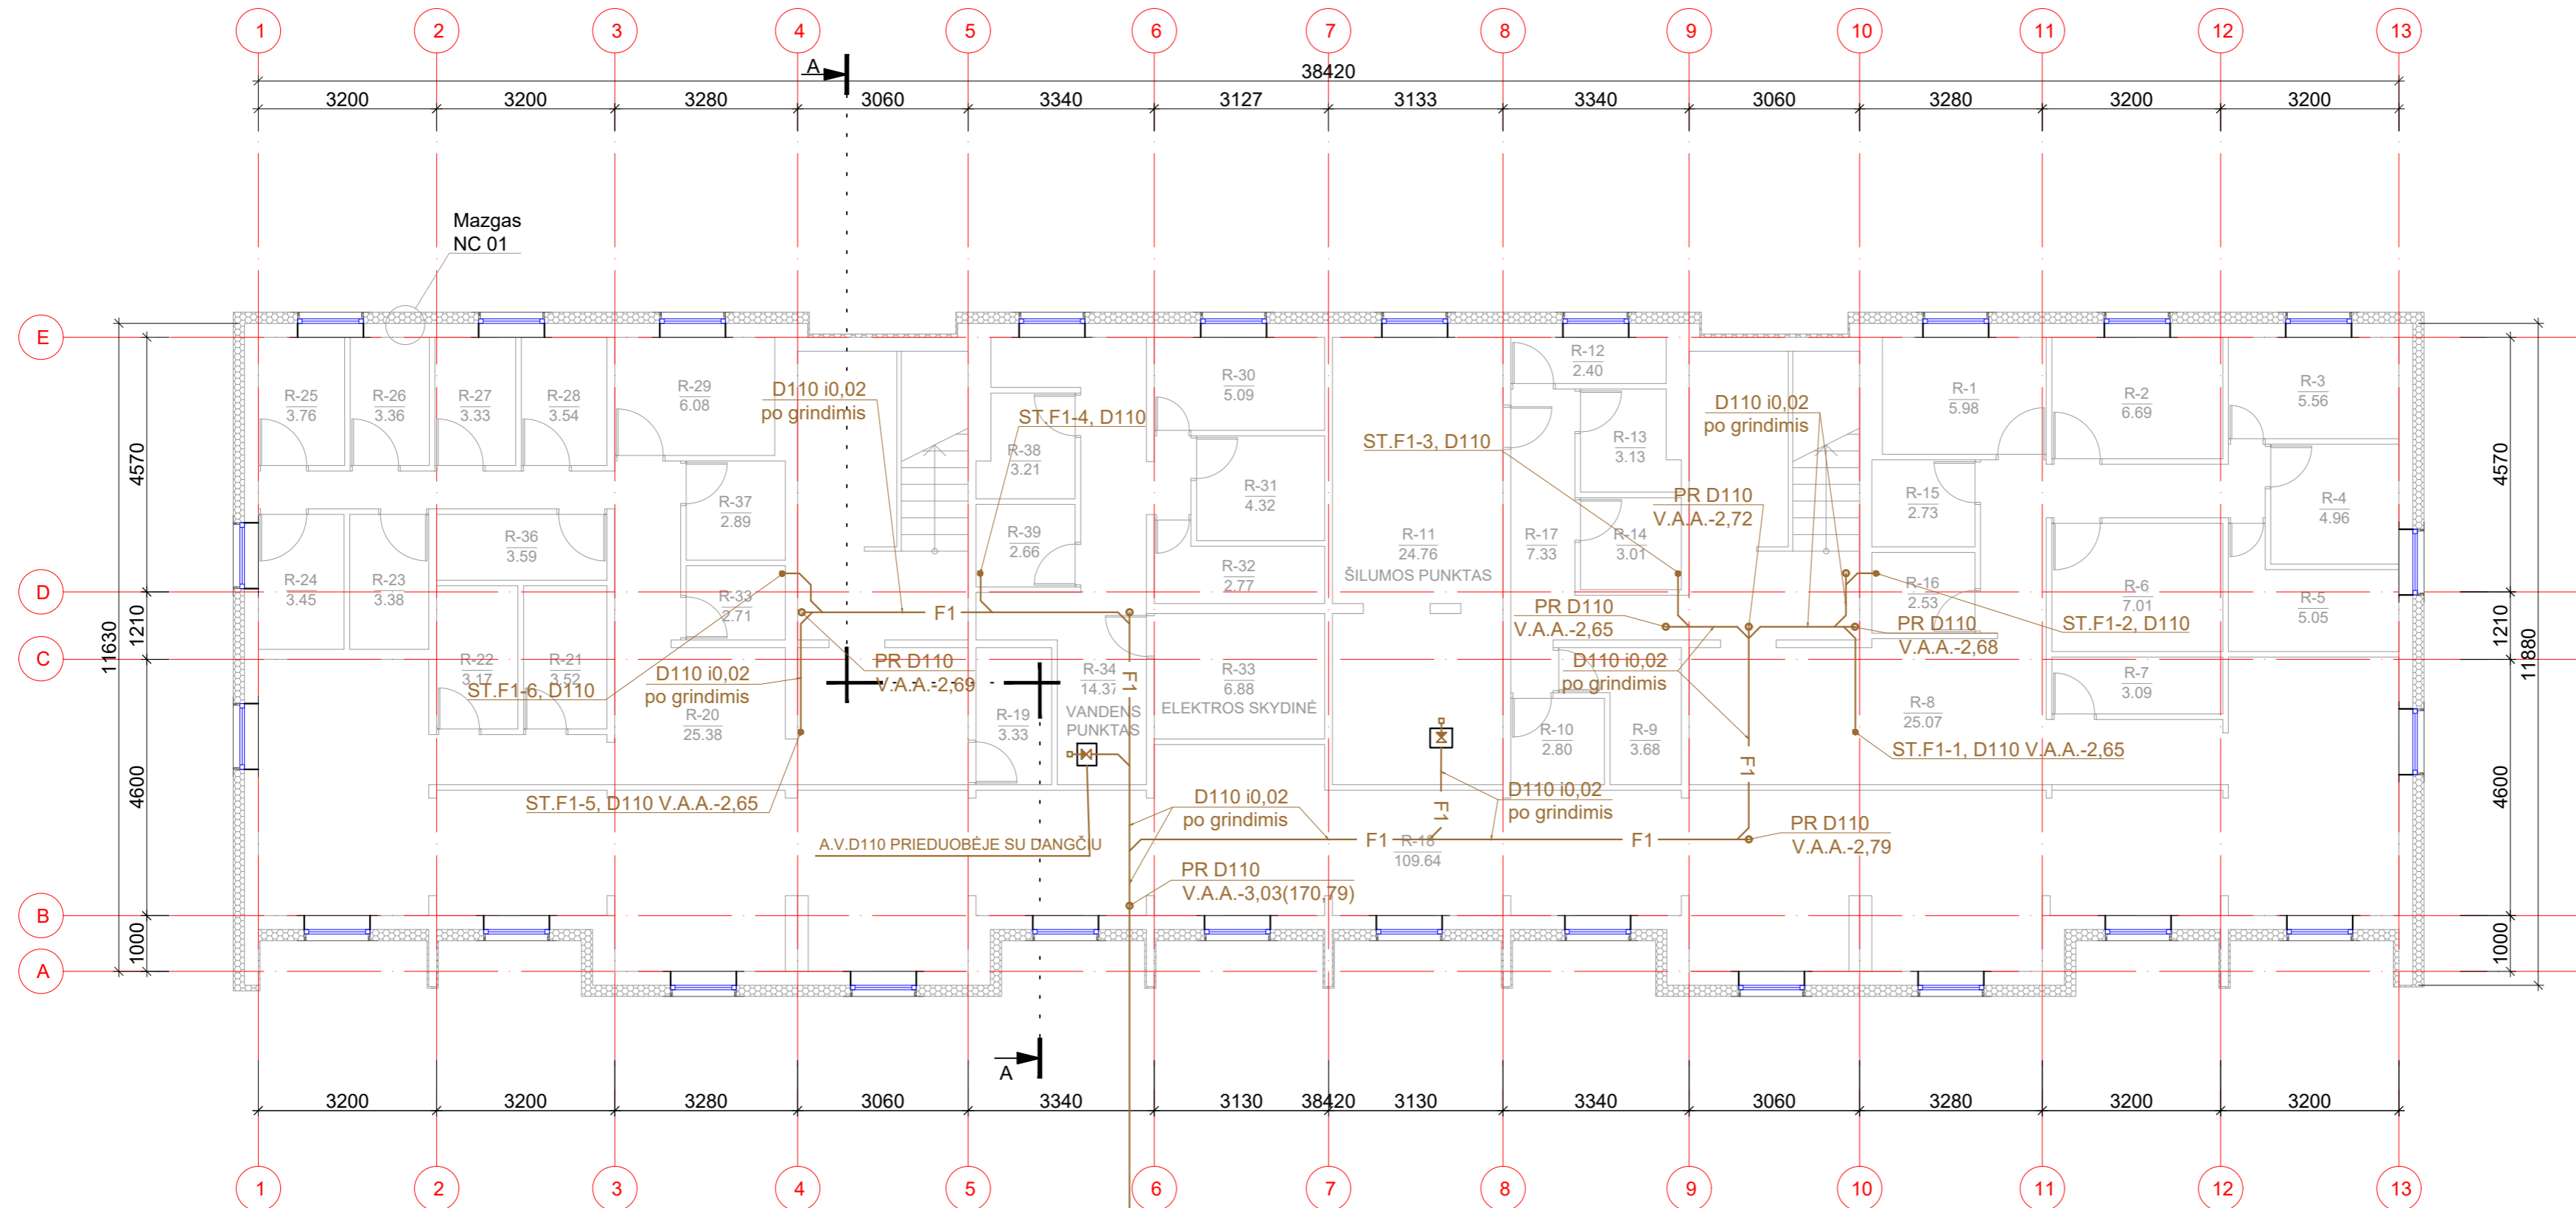 1 2 3 4 5 6 7 8 9 10 11 12 13
A
38420
3200 3200 3280 3060 3340 3127 3133 3340 3060 3280 3200 3200
Mazgas
NC 01
E
D
C
B
A
4570
1210
4600
1000
11630
4570
1210
4600
1000
11880
R-25
3.76
R-26
3.36
R-27
3.33
R-28
3.54
R-29
6.08
D110 i0,02
po grindimis
ST.F1-4, D110
R-30
5.09
R-12
2.40
R-1
5.98
R-2
6.69
R-3
5.56
D110 i0,02
po grindimis
ST.F1-3, D110
R-13
3.13
R-38
3.21
R-31
4.32
R-37
2.89
PR D110
V.A.A.-2,72
R-15
2.73
R-4
4.96
R-36
3.59
R-39
2.66
R-11
24.76
ŠILUMOS PUNKTAS
R-17
7.33
R-14
3.01
R-24
3.45
R-23
3.38
R-33
2.71
R-32
2.77
R-16
2.53
R-6
7.01
R-5
5.05
F1
PR D110
V.A.A.-2,65
PR D110
V.A.A.-2,68
ST.F1-2, D110
R-22
3.17
R-21
3.52
ST.F1-6, D110
D110 i0,02
po grindimis
PR D110
V.A.A.-2,69
R-34
14.37
VANDENS
PUNKTAS
F1
R-33
6.88
ELEKTROS SKYDINĖ
D110 i0,02
po grindimis
R-7
3.09
R-20
25.38
R-19
3.33
R-10
2.80
R-9
3.68
R-8
25.07
ST.F1-1, D110 V.A.A.-2,65
F1
ST.F1-5, D110 V.A.A.-2,65
D110 i0,02
po grindimis
F1
D110 i0,02
po grindimis
A.V.D110 PRIEDUOBĖJE SU DANGČIU
F1
R-18
109.64
F1
PR D110
V.A.A.-2,79
PR D110
V.A.A.-3,03(170,79)
A
3200 3200 3280 3060 3340 3130 38420 3130 3340 3060 3280 3200 3200
1 2 3 4 5 6 7 8 9 10 11 12 13